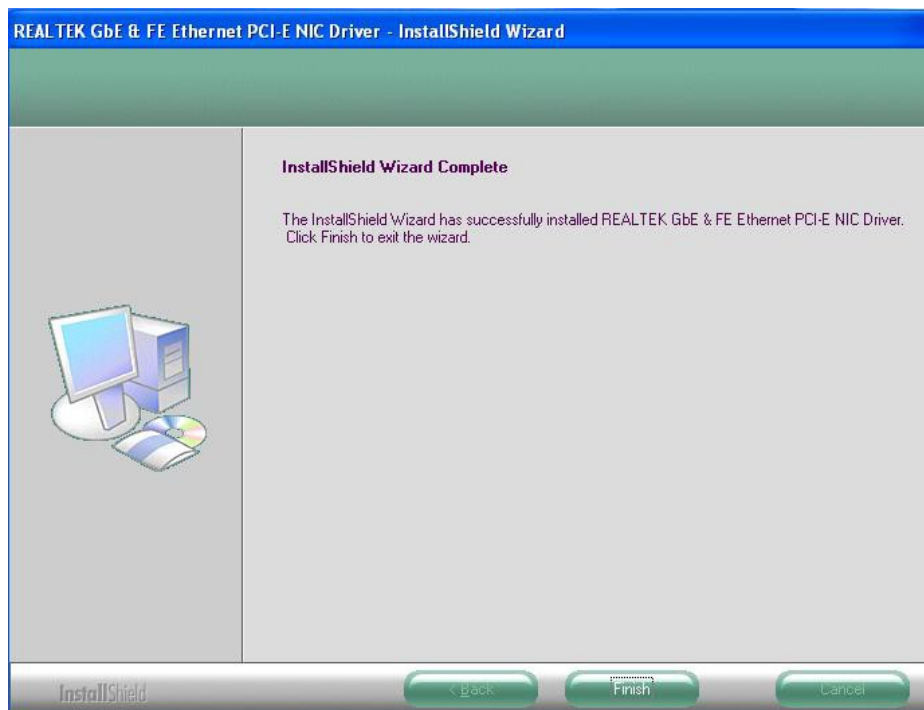 REALTEK GbE & FE Ethernet PCI-E NIC Driver - InstallShield Wizard
InstallShield Wizard Complete
The InstallShield Wizard has successfully installed REALTEK GbE & FE Ethernet PCI-E NIC Driver.
Click Finish to exit the wizard.
InstallShield
< Back
Finish
Cancel